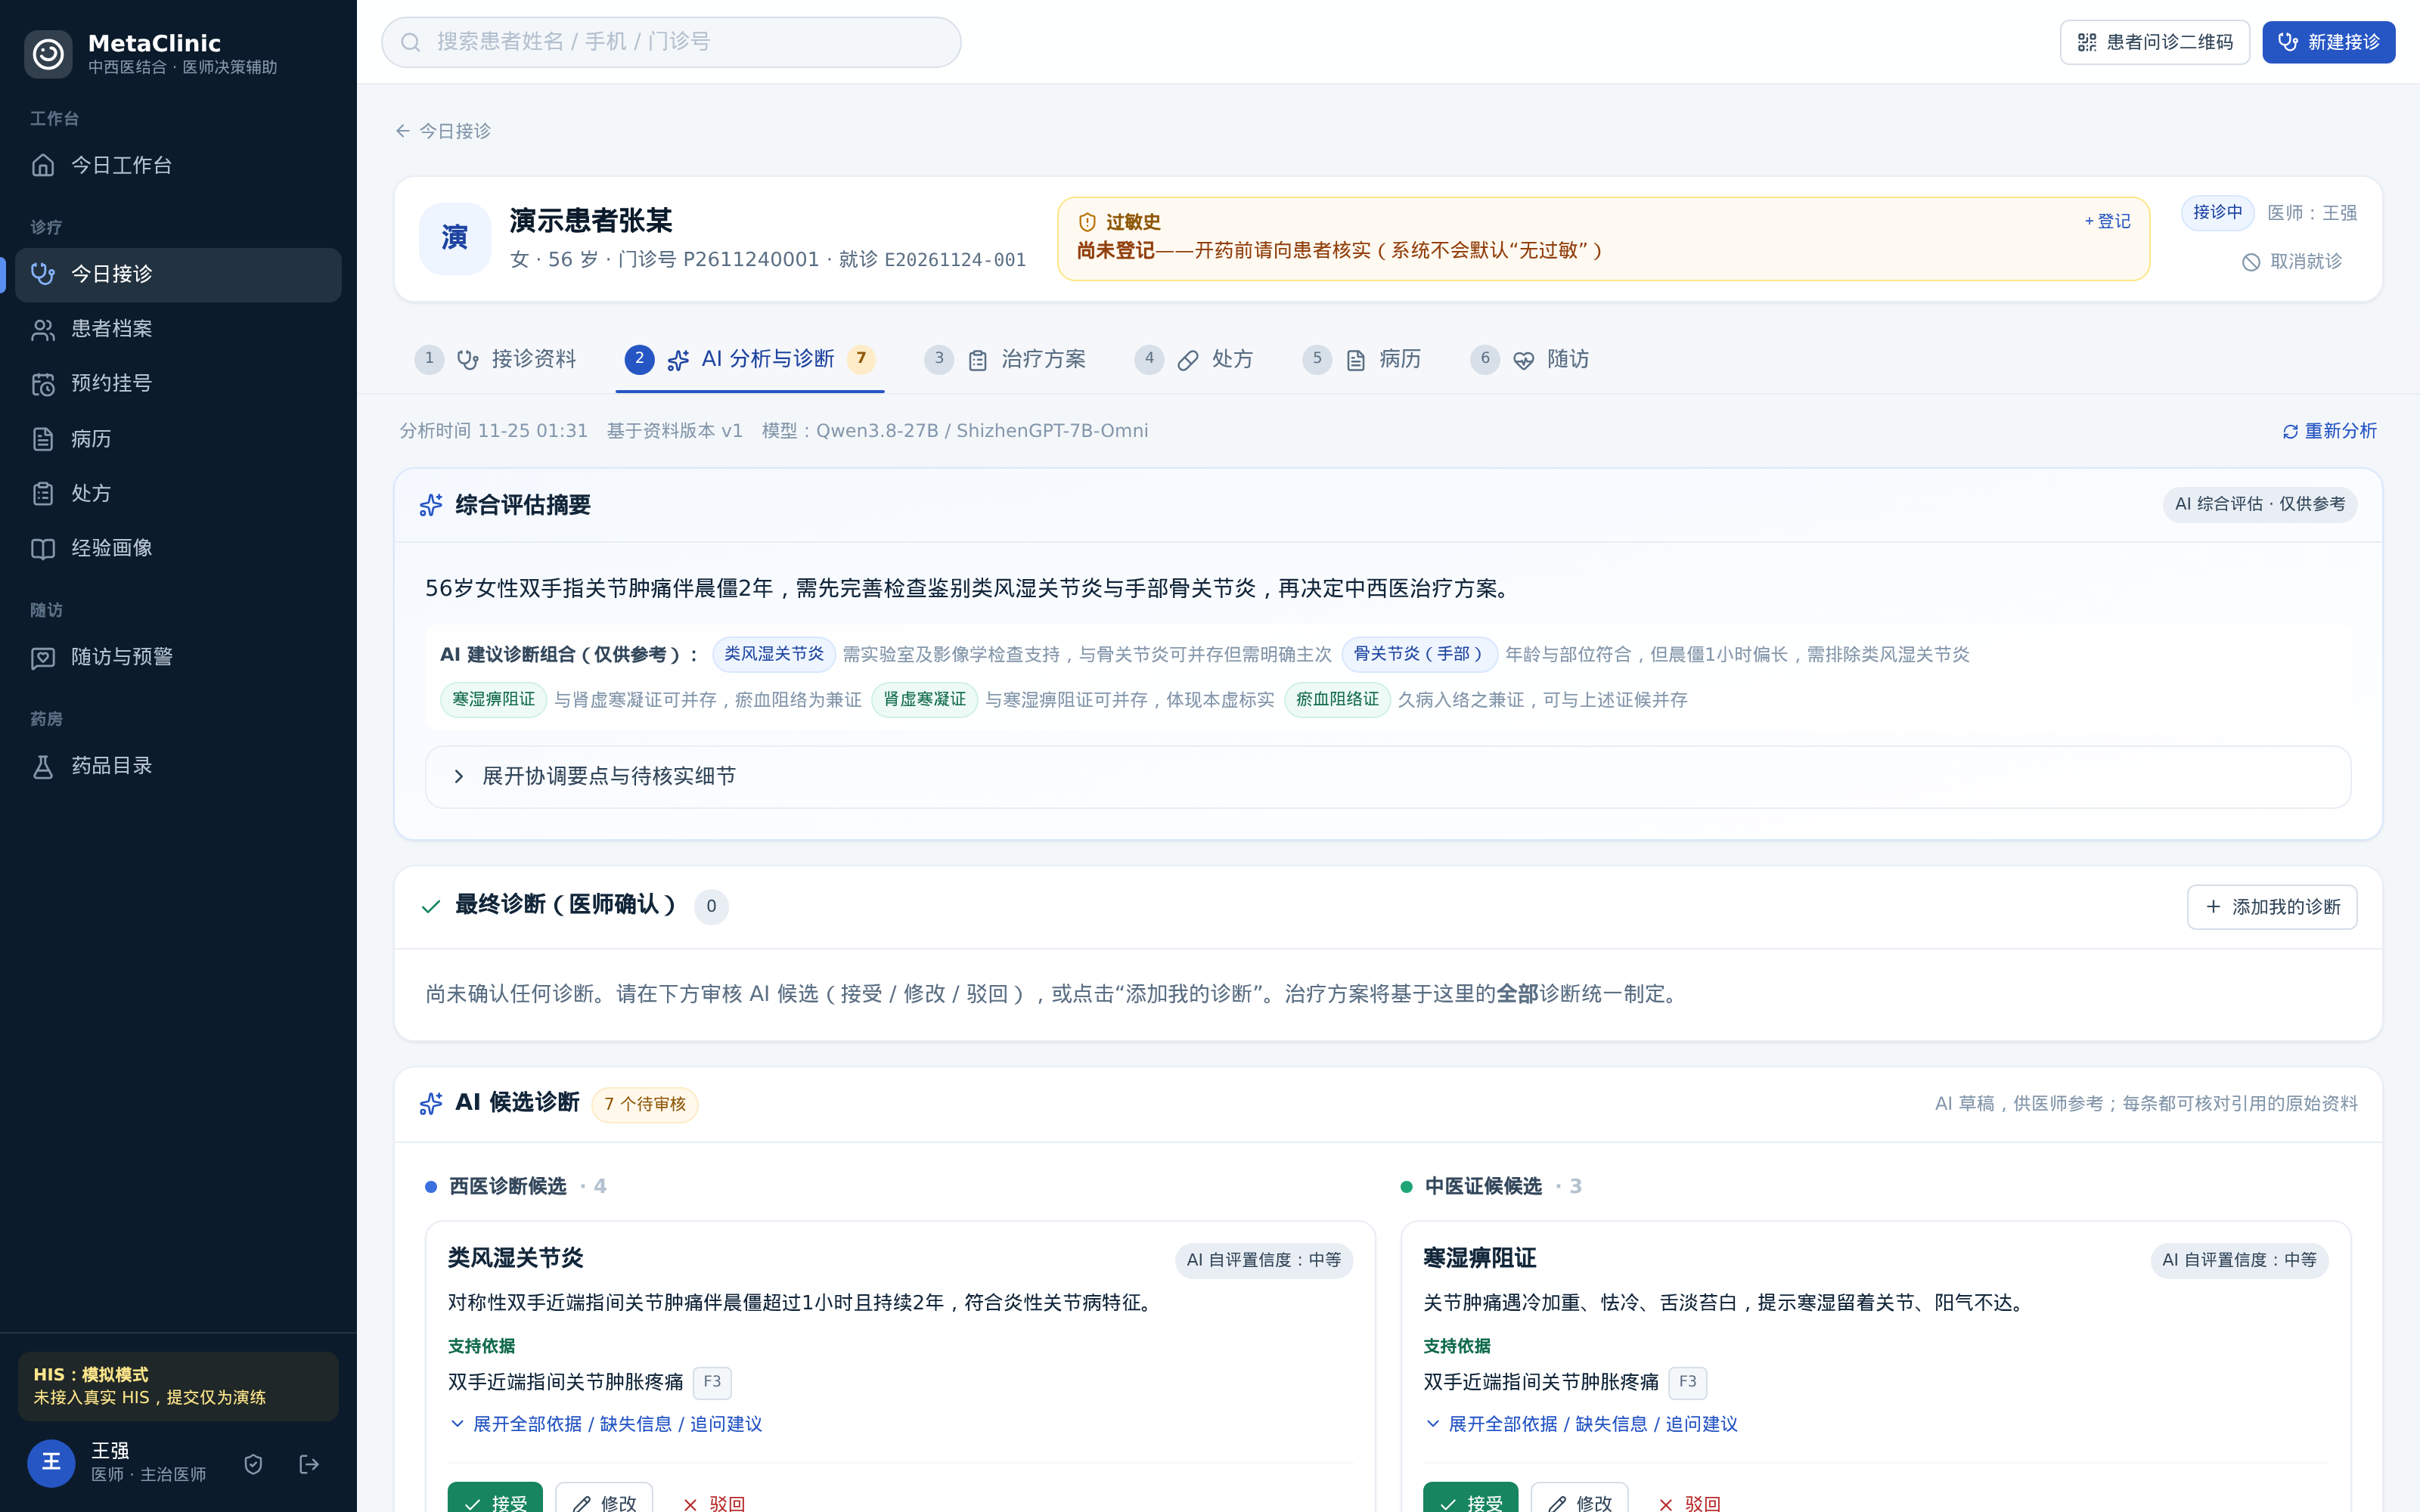 MetaClinic
中西医结合 · 医师决策辅助
工作台
今日工作台
诊疗
今日接诊
患者档案
预约挂号
病历
处方
经验画像
随访
随访与预警
药房
药品目录
HIS：模拟模式
未接入真实 HIS，提交仅为演练
王
王强
医师 · 主治医师
搜索患者姓名 / 手机 / 门诊号
患者问诊二维码
新建接诊
今日接诊
演
演示患者张某
女 · 56 岁 · 门诊号 P2611240001 · 就诊 E20261124-001
过敏史
+ 登记
尚未登记——开药前请向患者核实（系统不会默认“无过敏”）
接诊中
医师：王强
取消就诊
1 接诊资料
2 AI 分析与诊断 7
3 治疗方案
4 处方
5 病历
6 随访
分析时间 11-25 01:31 基于资料版本 v1 模型：Qwen3.8-27B / ShizhenGPT-7B-Omni
重新分析
综合评估摘要
AI 综合评估 · 仅供参考
56岁女性双手指关节肿痛伴晨僵2年，需先完善检查鉴别类风湿关节炎与手部骨关节炎，再决定中西医治疗方案。
AI 建议诊断组合（仅供参考）： 类风湿关节炎 需实验室及影像学检查支持，与骨关节炎可并存但需明确主次 骨关节炎（手部） 年龄与部位符合，但晨僵1小时偏长，需排除类风湿关节炎
寒湿痹阻证 与肾虚寒凝证可并存，瘀血阻络为兼证 肾虚寒凝证 与寒湿痹阻证可并存，体现本虚标实 瘀血阻络证 久病入络之兼证，可与上述证候并存
展开协调要点与待核实细节
最终诊断（医师确认） 0
添加我的诊断
尚未确认任何诊断。请在下方审核 AI 候选（接受 / 修改 / 驳回），或点击“添加我的诊断”。治疗方案将基于这里的全部诊断统一制定。
AI 候选诊断 7 个待审核
AI 草稿，供医师参考；每条都可核对引用的原始资料
西医诊断候选 · 4
类风湿关节炎
AI 自评置信度：中等
对称性双手近端指间关节肿痛伴晨僵超过1小时且持续2年，符合炎性关节病特征。
支持依据
双手近端指间关节肿胀疼痛 F3
展开全部依据 / 缺失信息 / 追问建议
接受 修改 驳回
中医证候候选 · 3
寒湿痹阻证
AI 自评置信度：中等
关节肿痛遇冷加重、怯冷、舌淡苔白，提示寒湿留着关节、阳气不达。
支持依据
双手近端指间关节肿胀疼痛 F3
展开全部依据 / 缺失信息 / 追问建议
接受 修改 驳回